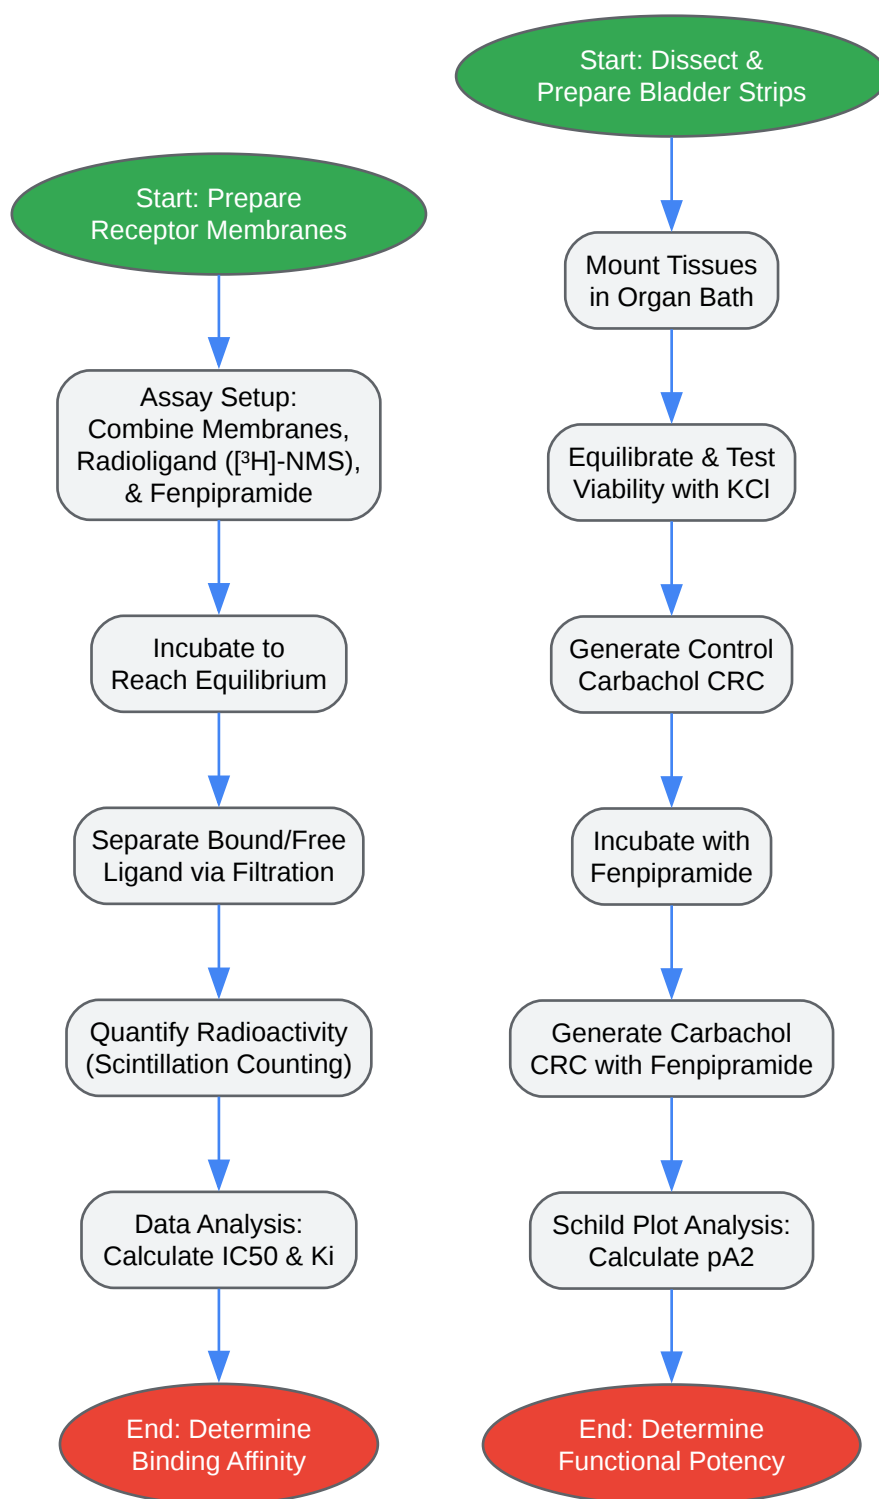 Start: Prepare
Receptor Membranes
Assay Setup:
Combine Membranes,
Radioligand ([³H]-NMS),
& Fenpipramide
Incubate to
Reach Equilibrium
Separate Bound/Free
Ligand via Filtration
Quantify Radioactivity
(Scintillation Counting)
Data Analysis:
Calculate IC50 & Ki
End: Determine
Binding Affinity
Start: Dissect &
Prepare Bladder Strips
Mount Tissues
in Organ Bath
Equilibrate & Test
Viability with KCl
Generate Control
Carbachol CRC
Incubate with
Fenpipramide
Generate Carbachol
CRC with Fenpipramide
Schild Plot Analysis:
Calculate pA2
End: Determine
Functional Potency